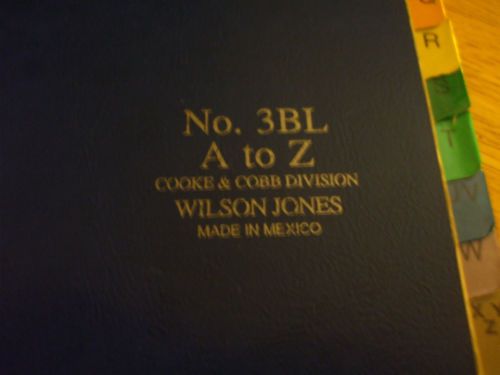 No. 3BL
A to Z
COOKE & COBB DIVISION
WILSON JONES
MADE IN MEXICO
R
S
T
W
X